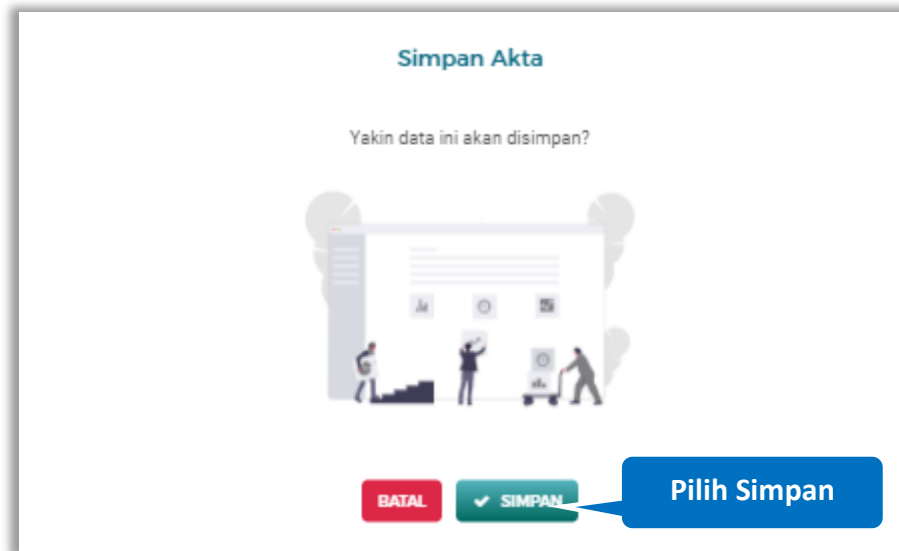 Simpan Akta
Yakin data ini akan disimpan?
BATAL
SIMPAN
Pilih Simpan